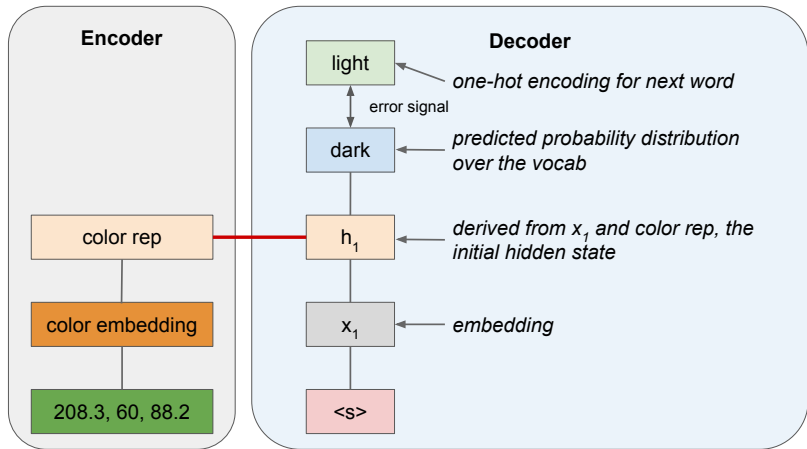 Encoder
color rep
color embedding
208.3, 60, 88.2
Decoder
light
one-hot encoding for next word
error signal
dark
predicted probability distribution
over the vocab
h₁
derived from x₁ and color rep, the
initial hidden state
x₁
embedding
<s>